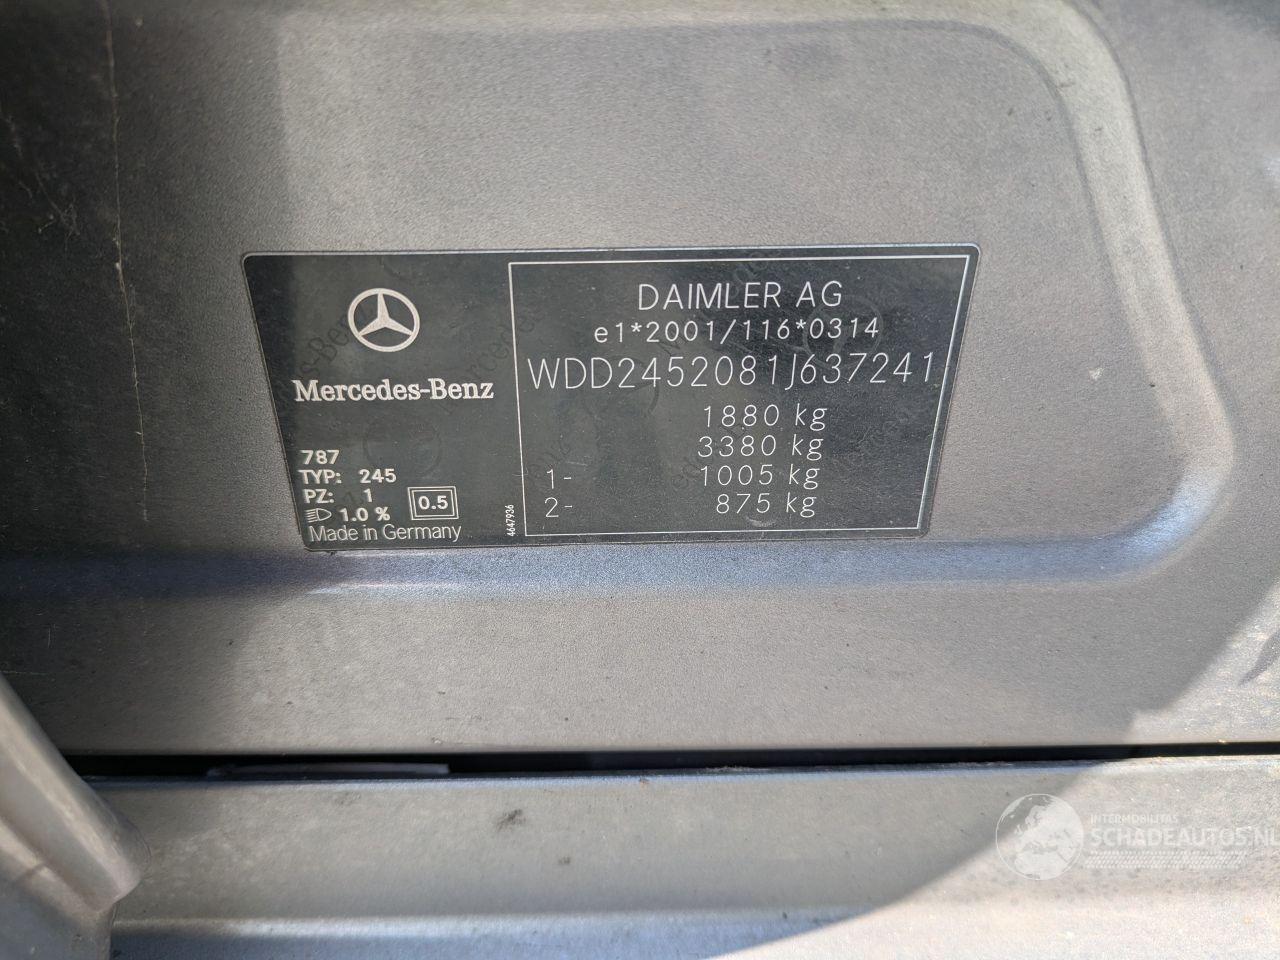 Mercedes-Benz
787
TYP: 245
PZ: 1
1.0 %
0.5
Made in Germany
4647936
DAIMLER AG
e1*2001/116*0314
WDD2452081J637241
1880 kg
3380 kg
1- 1005 kg
2- 875 kg
INTERMOBILITAS
SCHADEAUTOS.NL